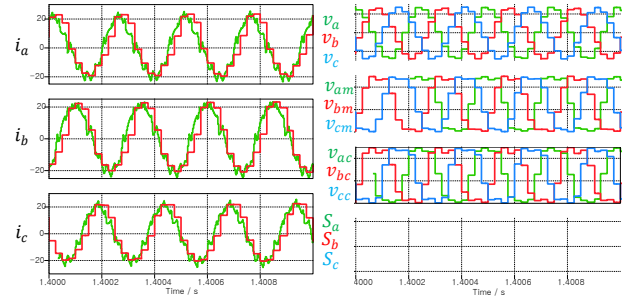 i_a
20
0
−20
i_b
20
0
−20
i_c
20
0
−20
1.4000
1.4002
1.4004
1.4006
1.4008
Time / s
v_a
v_b
v_c
v_am
v_bm
v_cm
v_ac
v_bc
v_cc
S_a
S_b
S_c
1.4000
1.4002
1.4004
1.4006
1.4008
Time / s